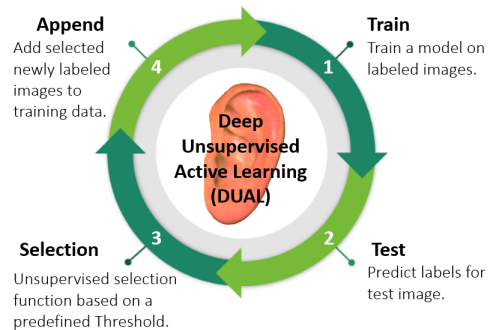 Append
Add selected
newly labeled
images to
training data.
4
Train
Train a model on
labeled images.
1
Deep
Unsupervised
Active Learning
(DUAL)
Selection
Unsupervised selection
function based on a
predefined Threshold.
3
2
Test
Predict labels for
test image.